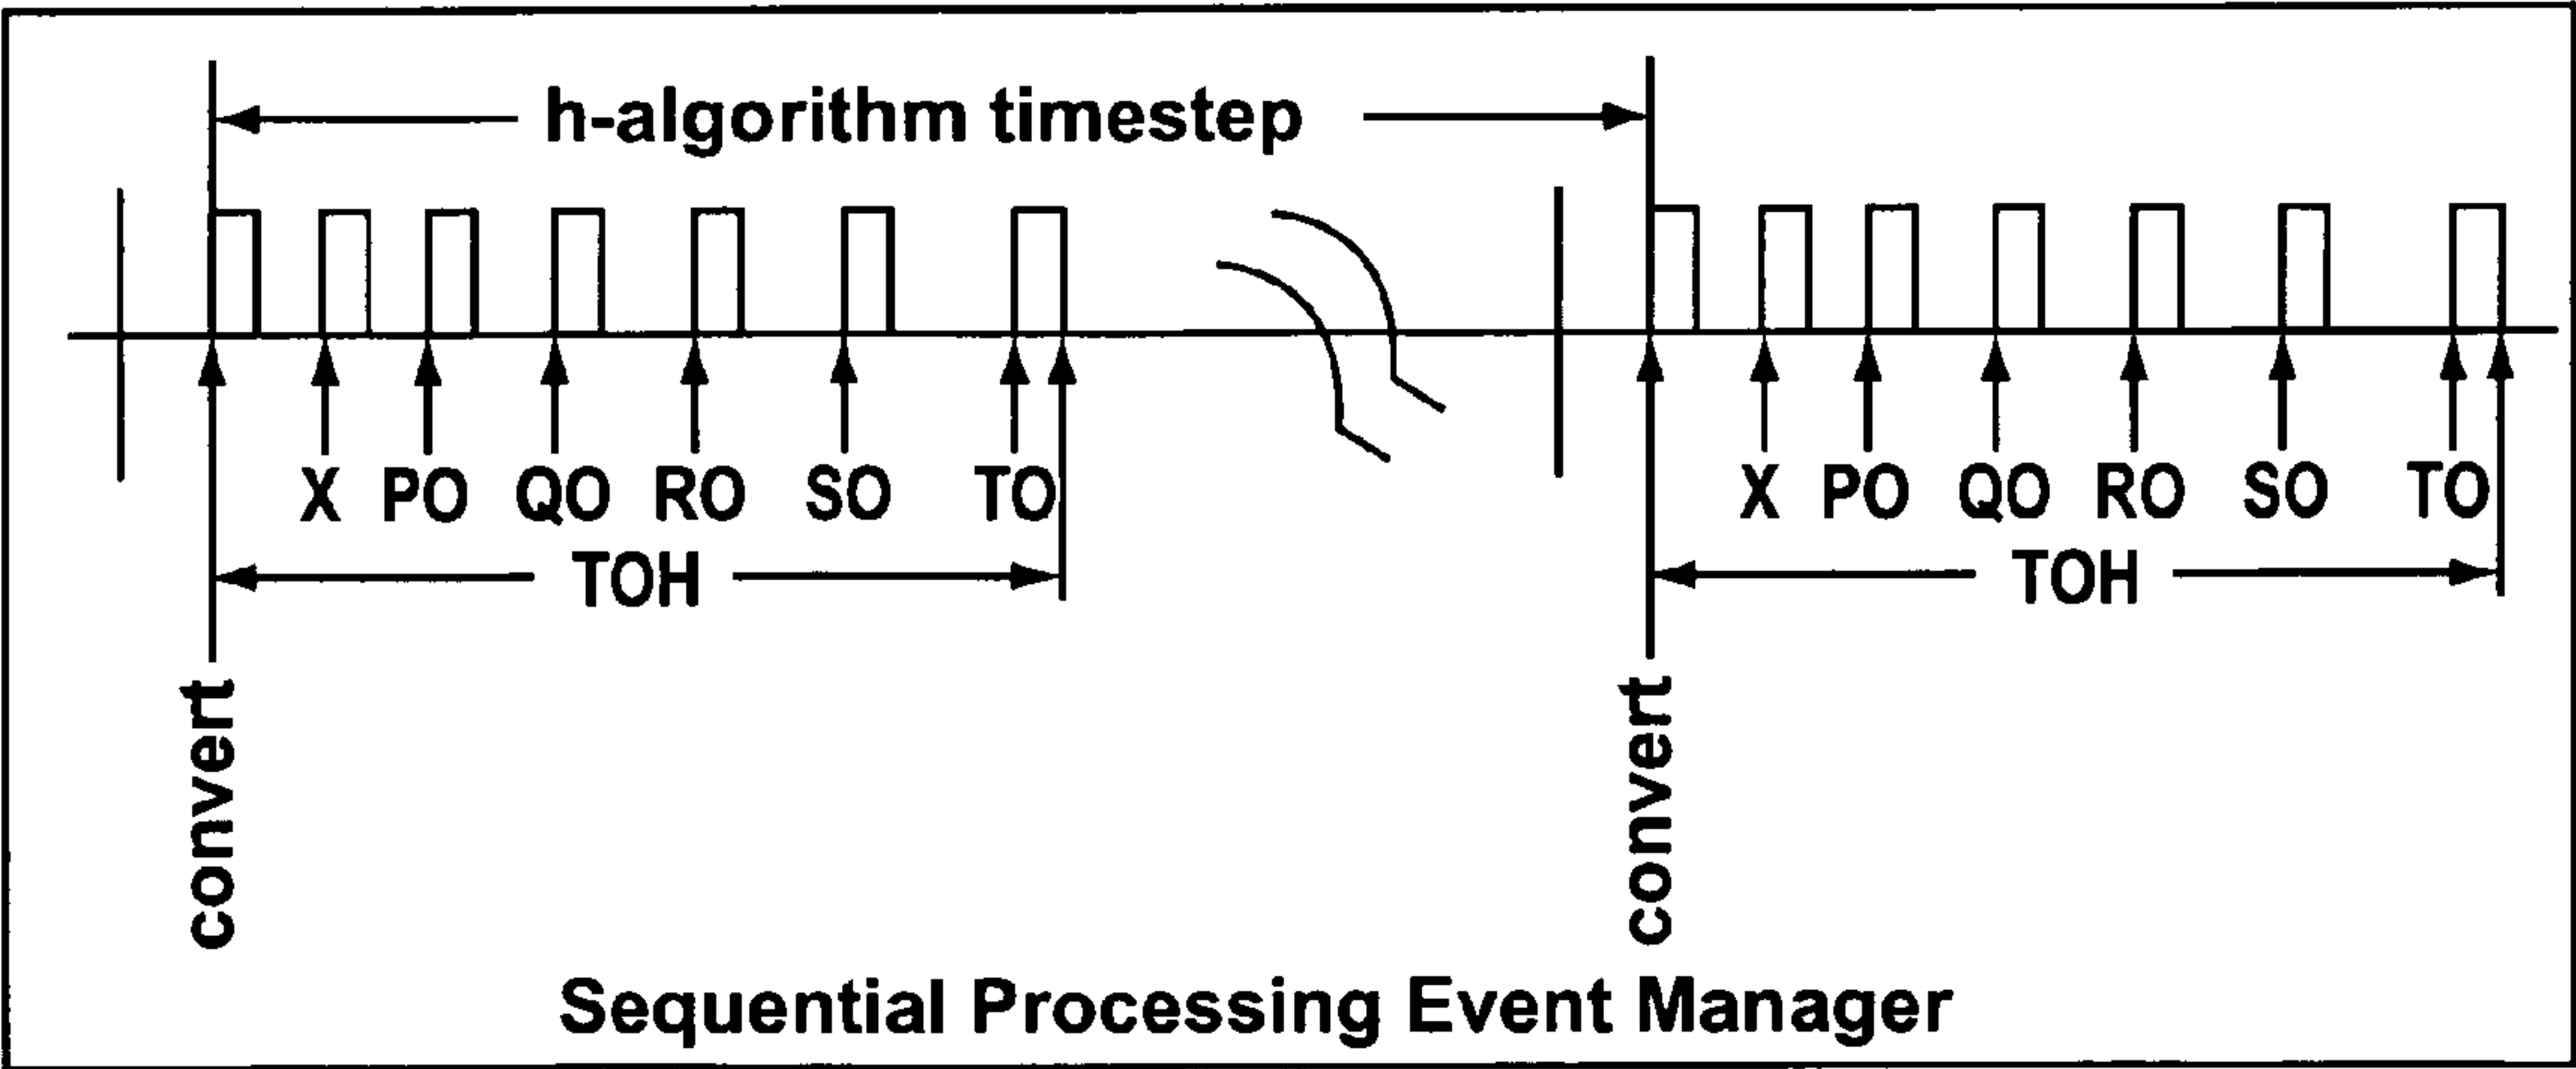 h-algorithm timestep
X PO QO RO SO TO
X PO QO RO SO TO
TOH
TOH
convert
convert
Sequential Processing Event Manager